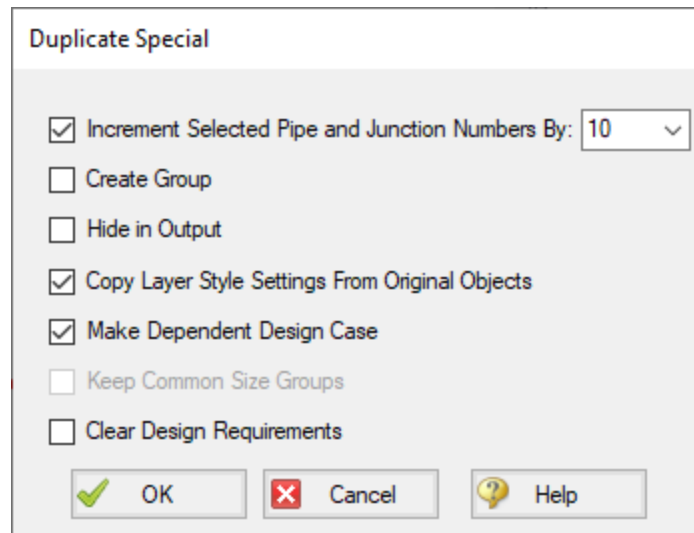 Duplicate Special
Increment Selected Pipe and Junction Numbers By: 10
Create Group
Hide in Output
Copy Layer Style Settings From Original Objects
Make Dependent Design Case
Keep Common Size Groups
Clear Design Requirements
OK Cancel Help